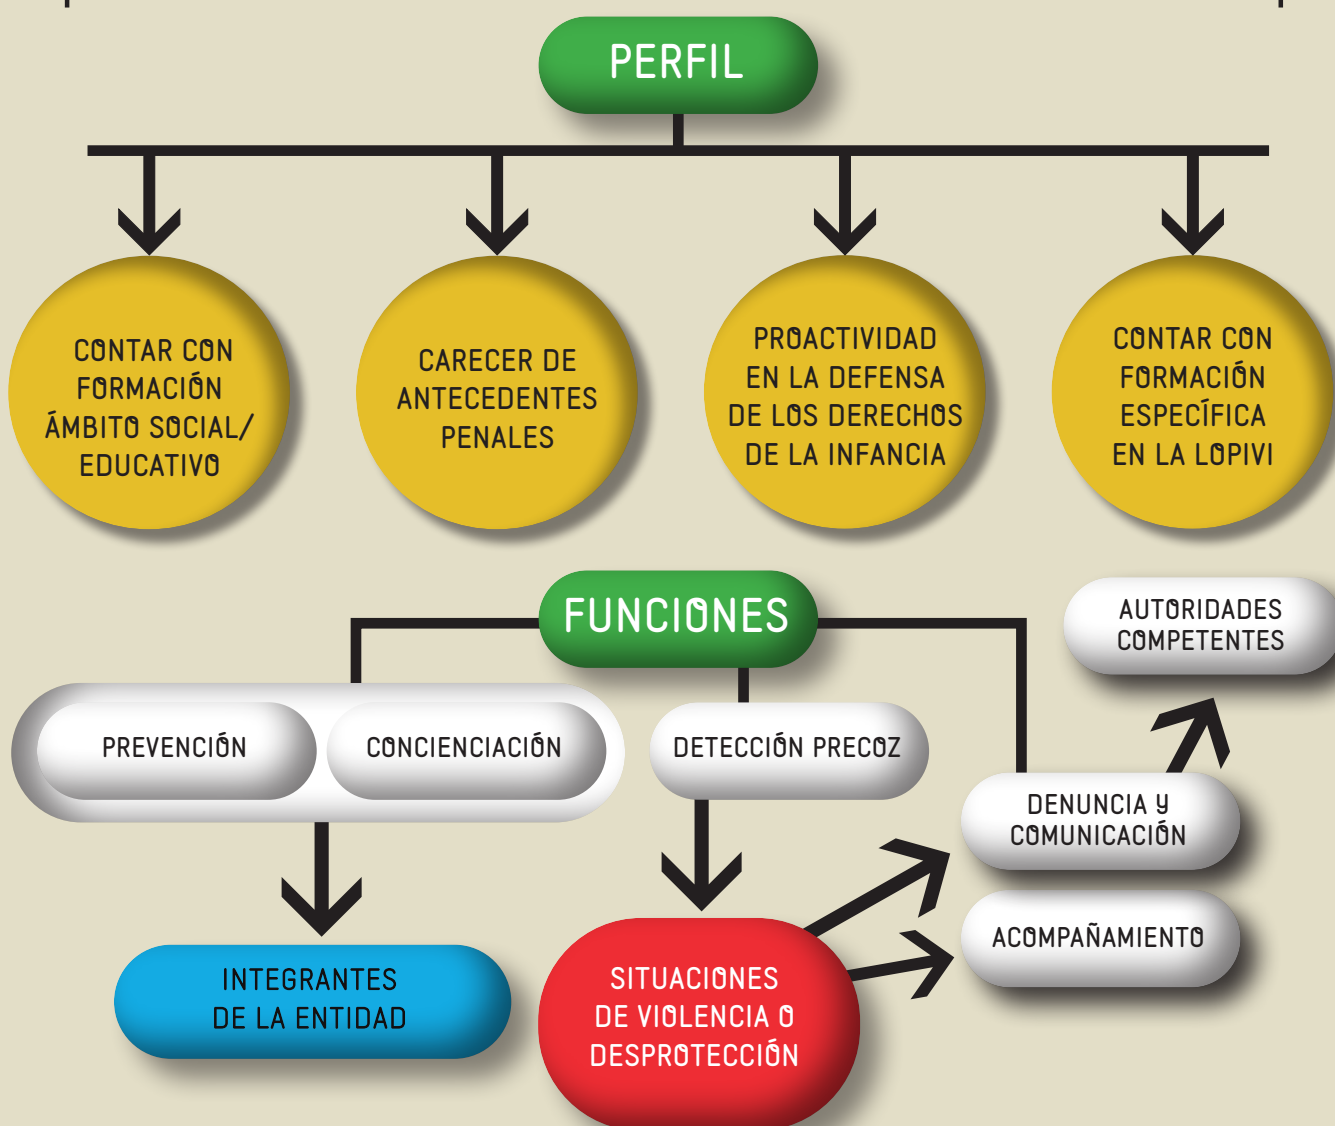 PERFIL
CONTAR CON
FORMACIÓN
ÁMBITO SOCIAL/
EDUCATIVO
CARECER DE
ANTECEDENTES
PENALES
PROACTIVIDAD
EN LA DEFENSA
DE LOS DERECHOS
DE LA INFANCIA
CONTAR CON
FORMACIÓN
ESPECÍFICA
EN LA LOPIVI
FUNCIONES
AUTORIDADES
COMPETENTES
PREVENCIÓN
CONCIENCIACIÓN
DETECCIÓN PRECOZ
DENUNCIA Y
COMUNICACIÓN
ACOMPAÑAMIENTO
INTEGRANTES
DE LA ENTIDAD
SITUACIONES
DE VIOLENCIA O
DESPROTECCIÓN